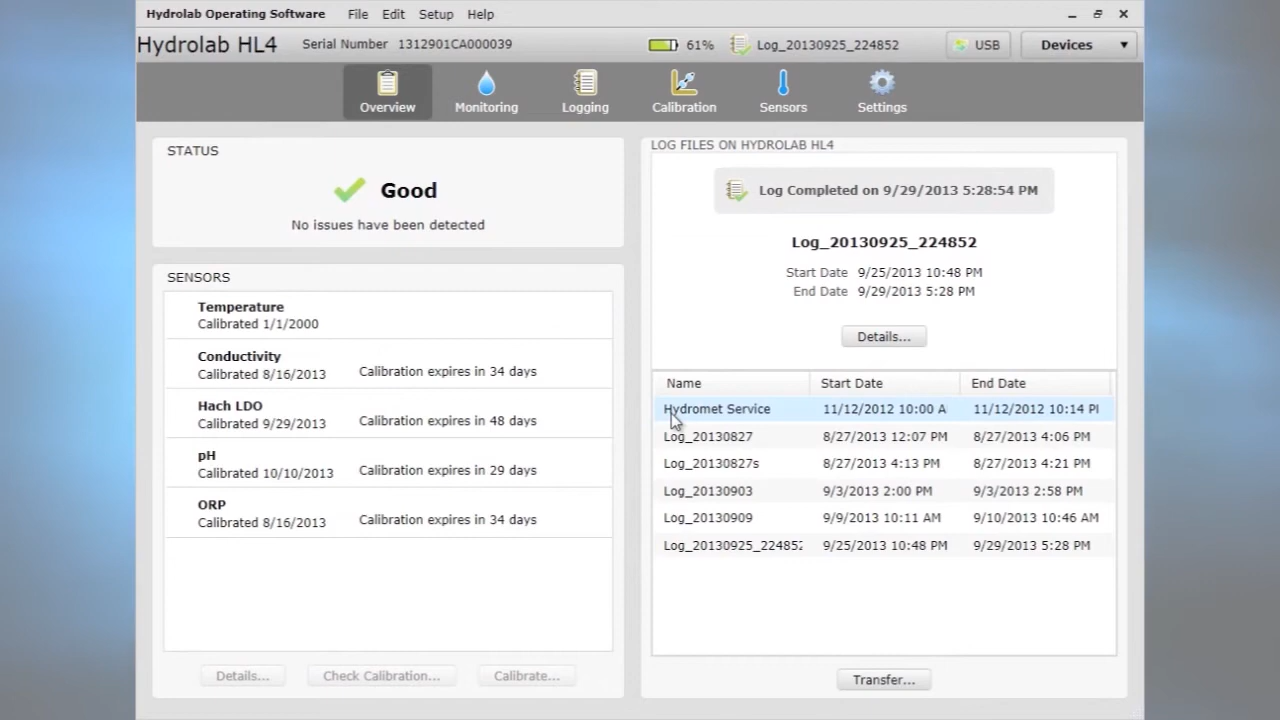 Hydrolab Operating Software File Edit Setup Help
Hydrolab HL4 Serial Number 1312901CA000039 61% Log_20130925_224852 USB Devices
Overview Monitoring Logging Calibration Sensors Settings
STATUS
Good
No issues have been detected
SENSORS
Temperature
Calibrated 1/1/2000
Conductivity
Calibrated 8/16/2013 Calibration expires in 34 days
Hach LDO
Calibrated 9/29/2013 Calibration expires in 48 days
pH
Calibrated 10/10/2013 Calibration expires in 29 days
ORP
Calibrated 8/16/2013 Calibration expires in 34 days
Details... Check Calibration... Calibrate...
LOG FILES ON HYDROLAB HL4
Log Completed on 9/29/2013 5:28:54 PM
Log_20130925_224852
Start Date 9/25/2013 10:48 PM
End Date 9/29/2013 5:28 PM
Details...
Name Start Date End Date
Hydromet Service 11/12/2012 10:00 A 11/12/2012 10:14 P
Log_20130827 8/27/2013 12:07 PM 8/27/2013 4:06 PM
Log_20130827s 8/27/2013 4:13 PM 8/27/2013 4:21 PM
Log_20130903 9/3/2013 2:00 PM 9/3/2013 2:58 PM
Log_20130909 9/9/2013 10:11 AM 9/10/2013 10:46 AM
Log_20130925_224852 9/25/2013 10:48 PM 9/29/2013 5:28 PM
Transfer...